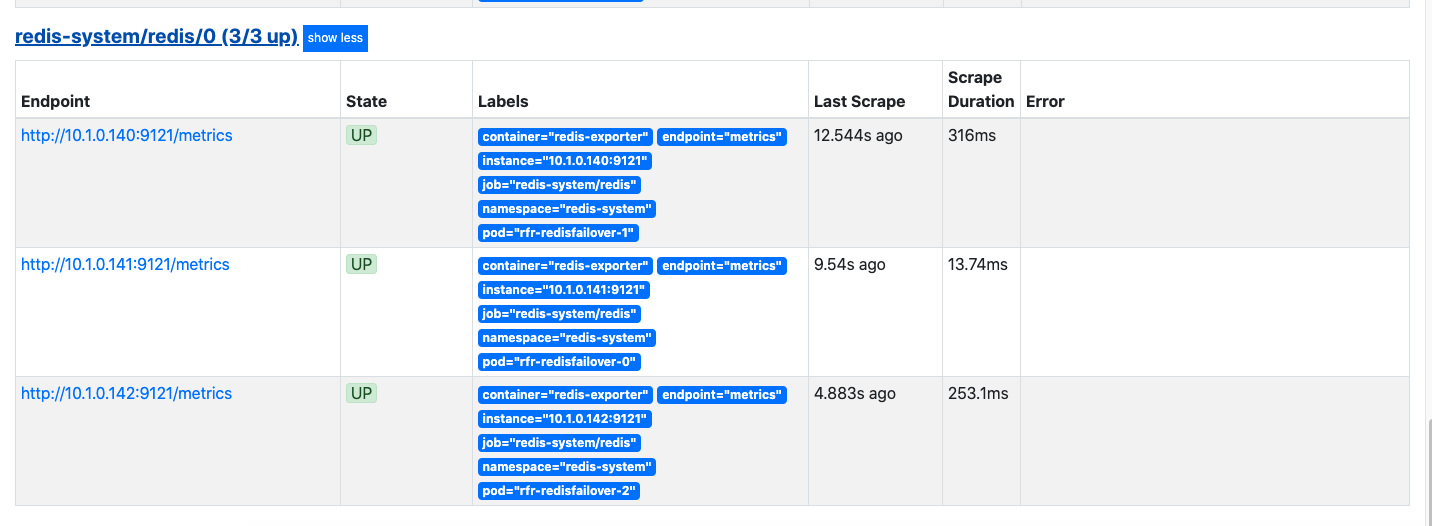 redis-system/redis/0 (3/3 up) show less
Endpoint State Labels Last Scrape Scrape Duration Error
http://10.1.0.140:9121/metrics UP container="redis-exporter" endpoint="metrics" 12.544s ago 316ms
instance="10.1.0.140:9121"
job="redis-system/redis"
namespace="redis-system"
pod="rfr-redisfailover-1"
http://10.1.0.141:9121/metrics UP container="redis-exporter" endpoint="metrics" 9.54s ago 13.74ms
instance="10.1.0.141:9121"
job="redis-system/redis"
namespace="redis-system"
pod="rfr-redisfailover-0"
http://10.1.0.142:9121/metrics UP container="redis-exporter" endpoint="metrics" 4.883s ago 253.1ms
instance="10.1.0.142:9121"
job="redis-system/redis"
namespace="redis-system"
pod="rfr-redisfailover-2"